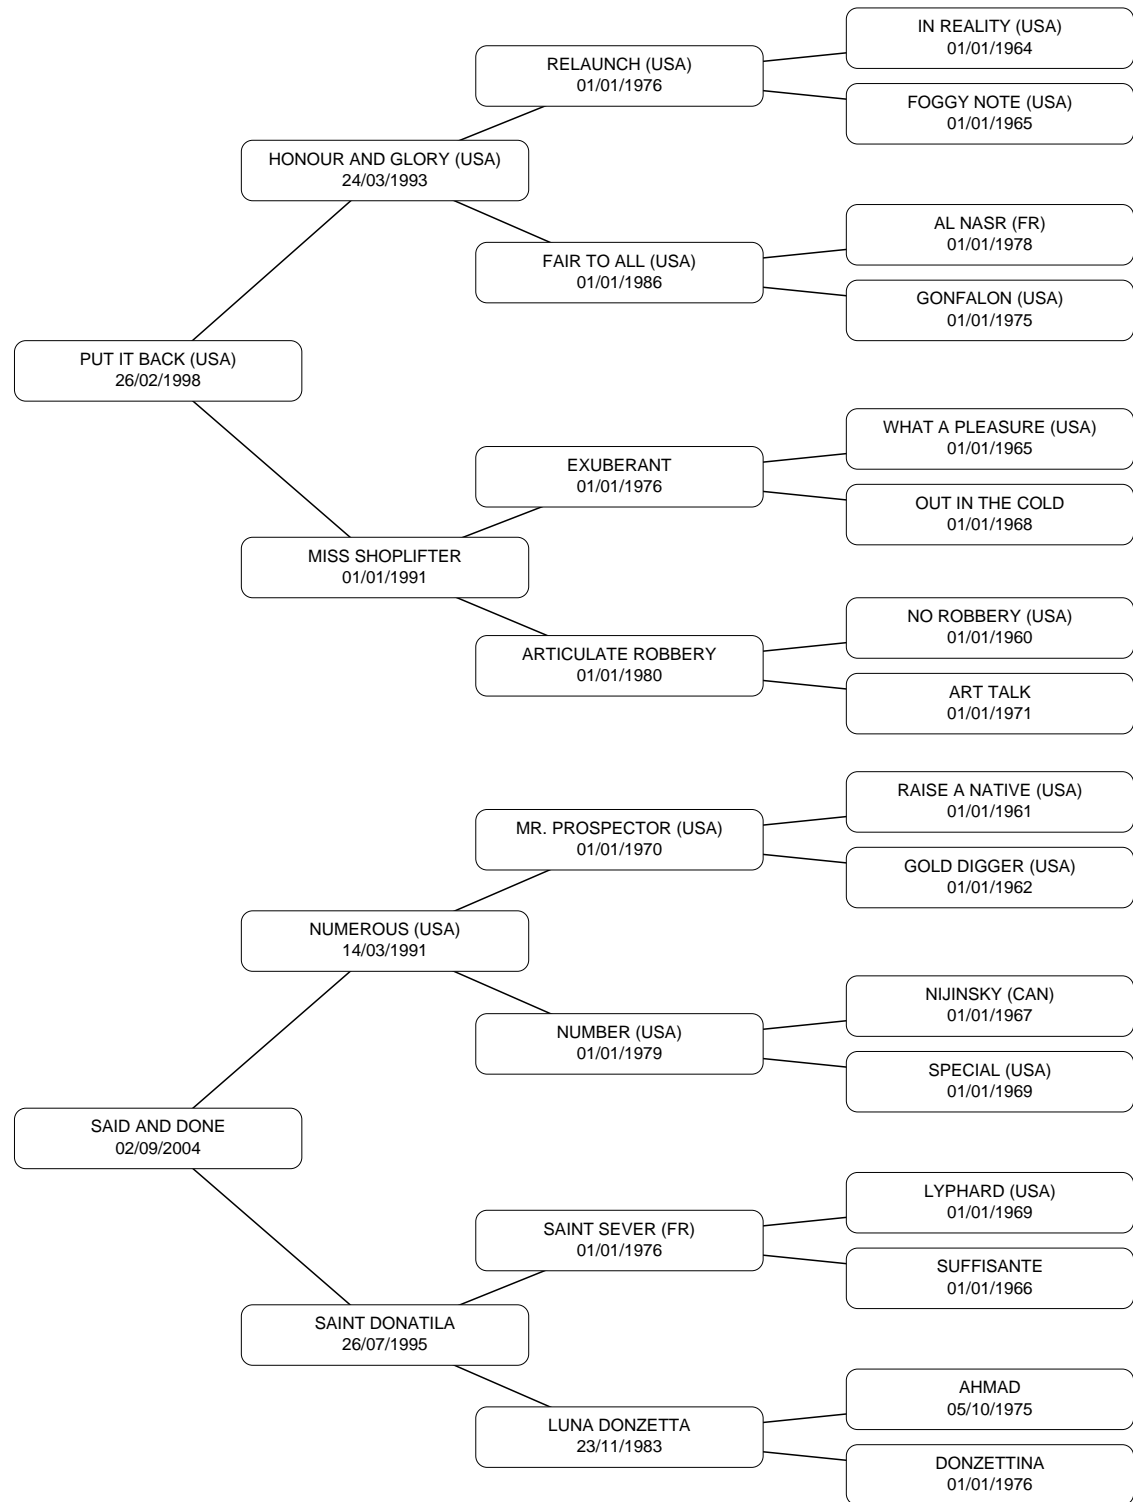 IN REALITY (USA)
01/01/1964
RELAUNCH (USA)
01/01/1976
FOGGY NOTE (USA)
01/01/1965
HONOUR AND GLORY (USA)
24/03/1993
AL NASR (FR)
01/01/1978
FAIR TO ALL (USA)
01/01/1986
GONFALON (USA)
01/01/1975
PUT IT BACK (USA)
26/02/1998
WHAT A PLEASURE (USA)
01/01/1965
EXUBERANT
01/01/1976
OUT IN THE COLD
01/01/1968
MISS SHOPLIFTER
01/01/1991
NO ROBBERY (USA)
01/01/1960
ARTICULATE ROBBERY
01/01/1980
ART TALK
01/01/1971
RAISE A NATIVE (USA)
01/01/1961
MR. PROSPECTOR (USA)
01/01/1970
GOLD DIGGER (USA)
01/01/1962
NUMEROUS (USA)
14/03/1991
NIJINSKY (CAN)
01/01/1967
NUMBER (USA)
01/01/1979
SPECIAL (USA)
01/01/1969
SAID AND DONE
02/09/2004
LYPHARD (USA)
01/01/1969
SAINT SEVER (FR)
01/01/1976
SUFFISANTE
01/01/1966
SAINT DONATILA
26/07/1995
AHMAD
05/10/1975
LUNA DONZETTA
23/11/1983
DONZETTINA
01/01/1976